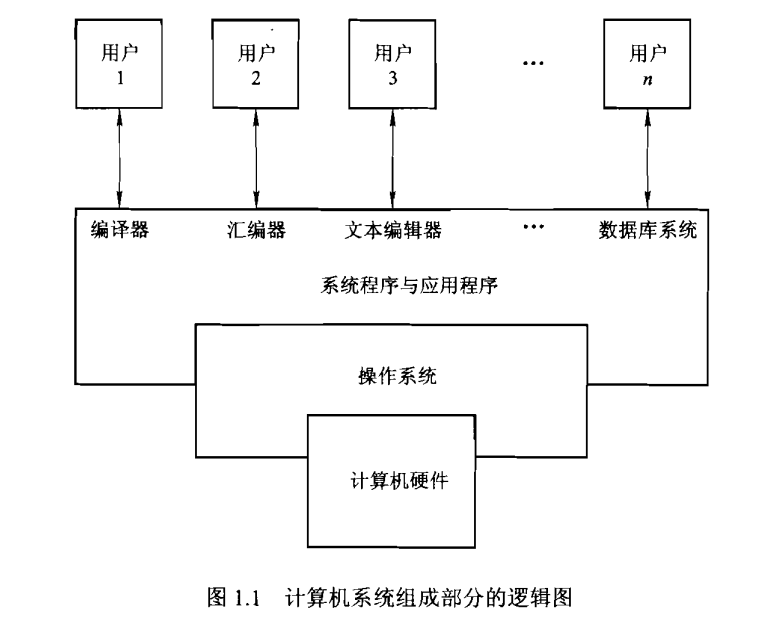 用户 用户 用户 … 用户
1 2 3 n
编译器 汇编器 文本编辑器 … 数据库系统
系统程序与应用程序
操作系统
计算机硬件
图 1.1 计算机系统组成部分的逻辑图